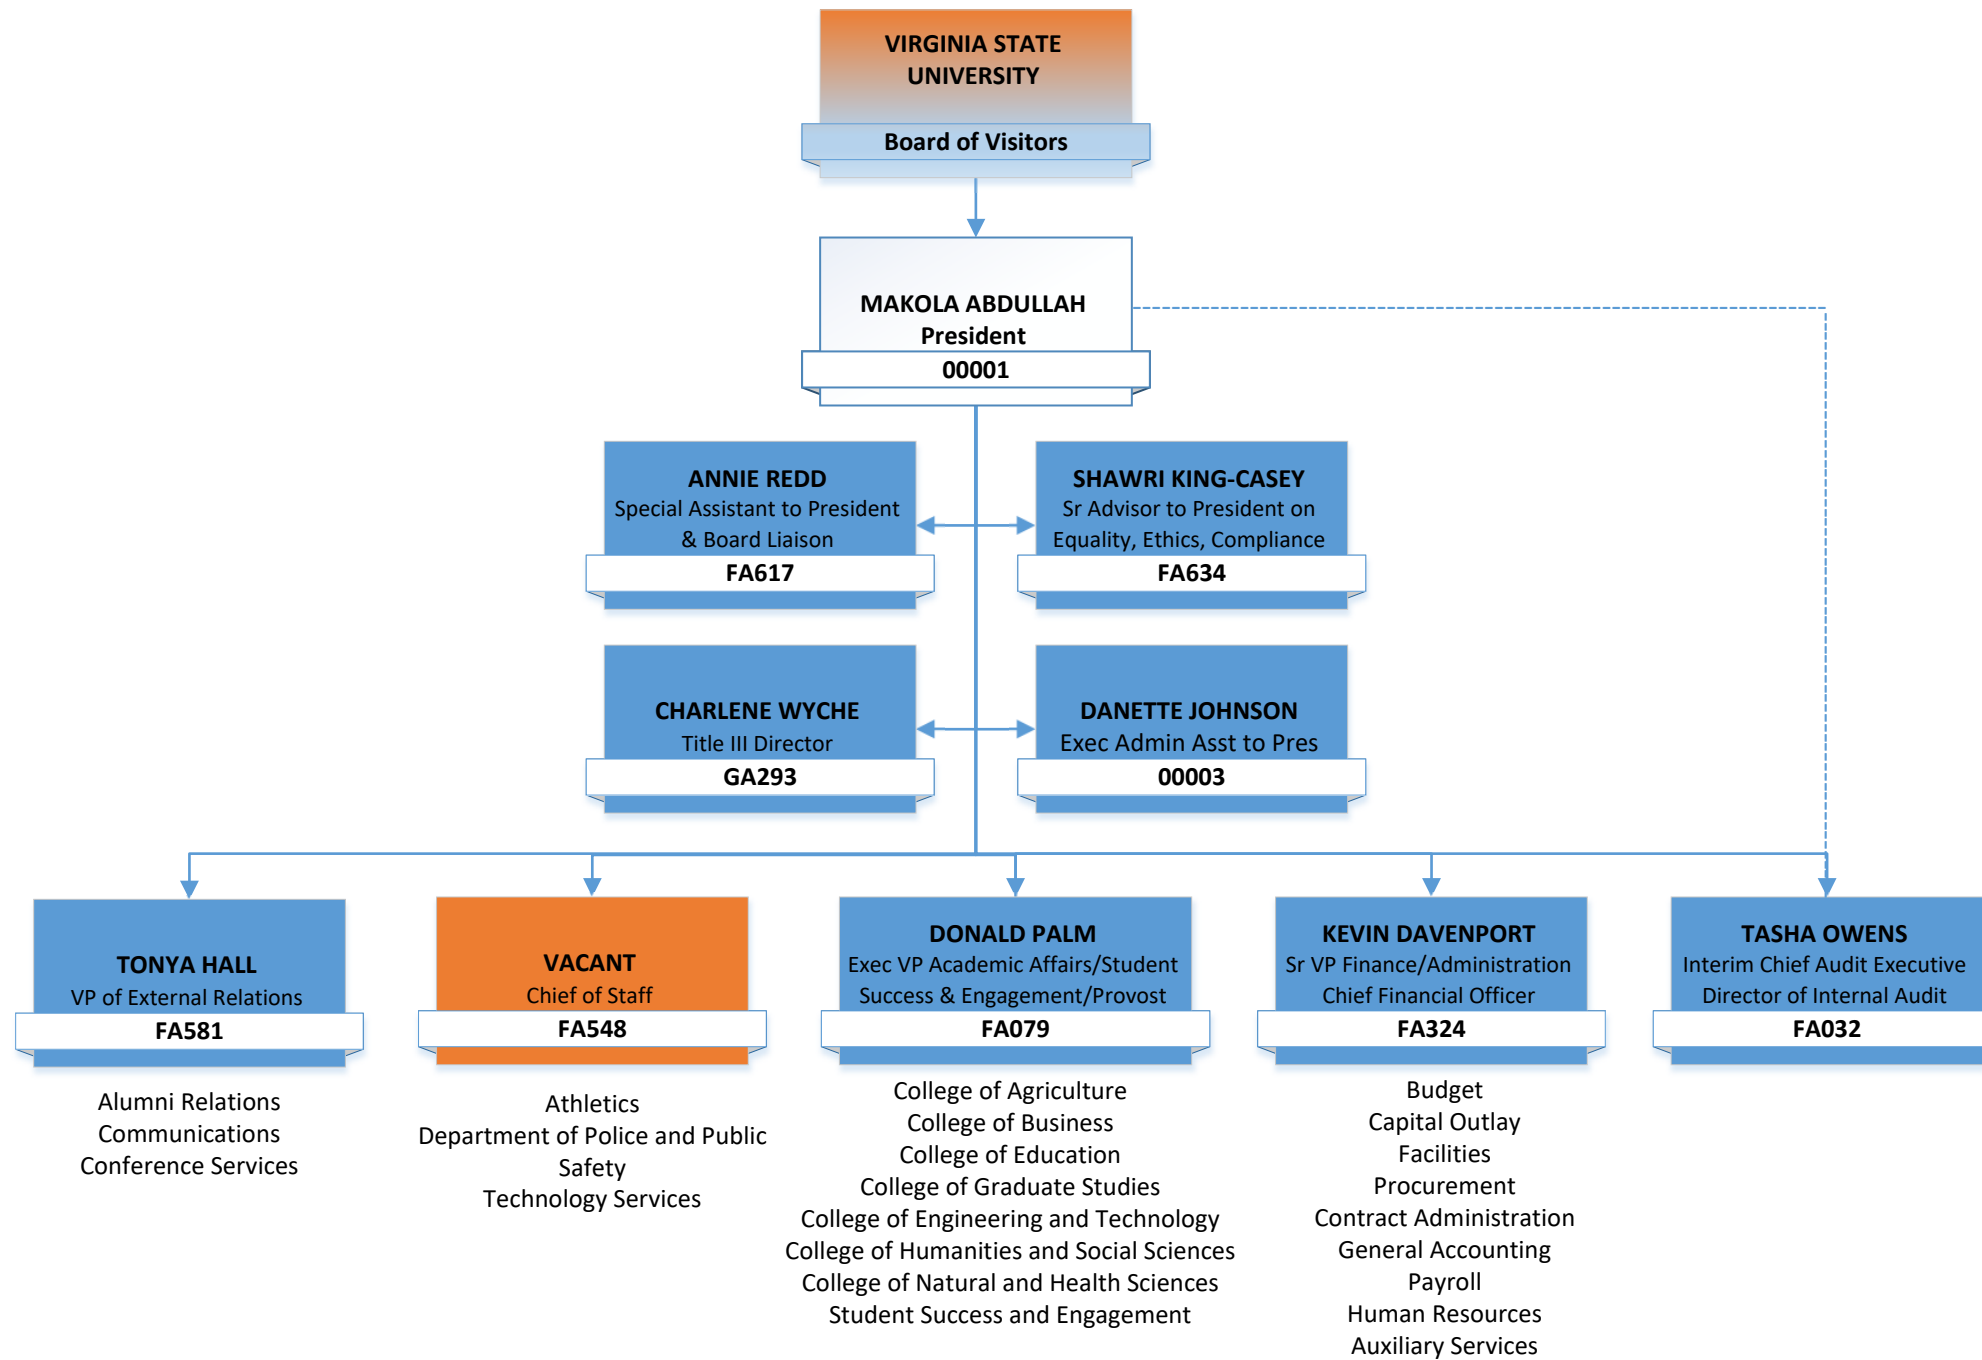 VIRGINIA STATE
UNIVERSITY
Board of Visitors
MAKOLA ABDULLAH
President
00001
ANNIE REDD
Special Assistant to President
& Board Liaison
FA617
SHAWRI KING-CASEY
Sr Advisor to President on
Equality, Ethics, Compliance
FA634
CHARLENE WYCHE
Title III Director
GA293
DANETTE JOHNSON
Exec Admin Asst to Pres
00003
TONYA HALL
VP of External Relations
FA581
Alumni Relations
Communications
Conference Services
VACANT
Chief of Staff
FA548
Athletics
Department of Police and Public
Safety
Technology Services
DONALD PALM
Exec VP Academic Affairs/Student
Success & Engagement/Provost
FA079
College of Agriculture
College of Business
College of Education
College of Graduate Studies
College of Engineering and Technology
College of Humanities and Social Sciences
College of Natural and Health Sciences
Student Success and Engagement
KEVIN DAVENPORT
Sr VP Finance/Administration
Chief Financial Officer
FA324
Budget
Capital Outlay
Facilities
Procurement
Contract Administration
General Accounting
Payroll
Human Resources
Auxiliary Services
TASHA OWENS
Interim Chief Audit Executive
Director of Internal Audit
FA032